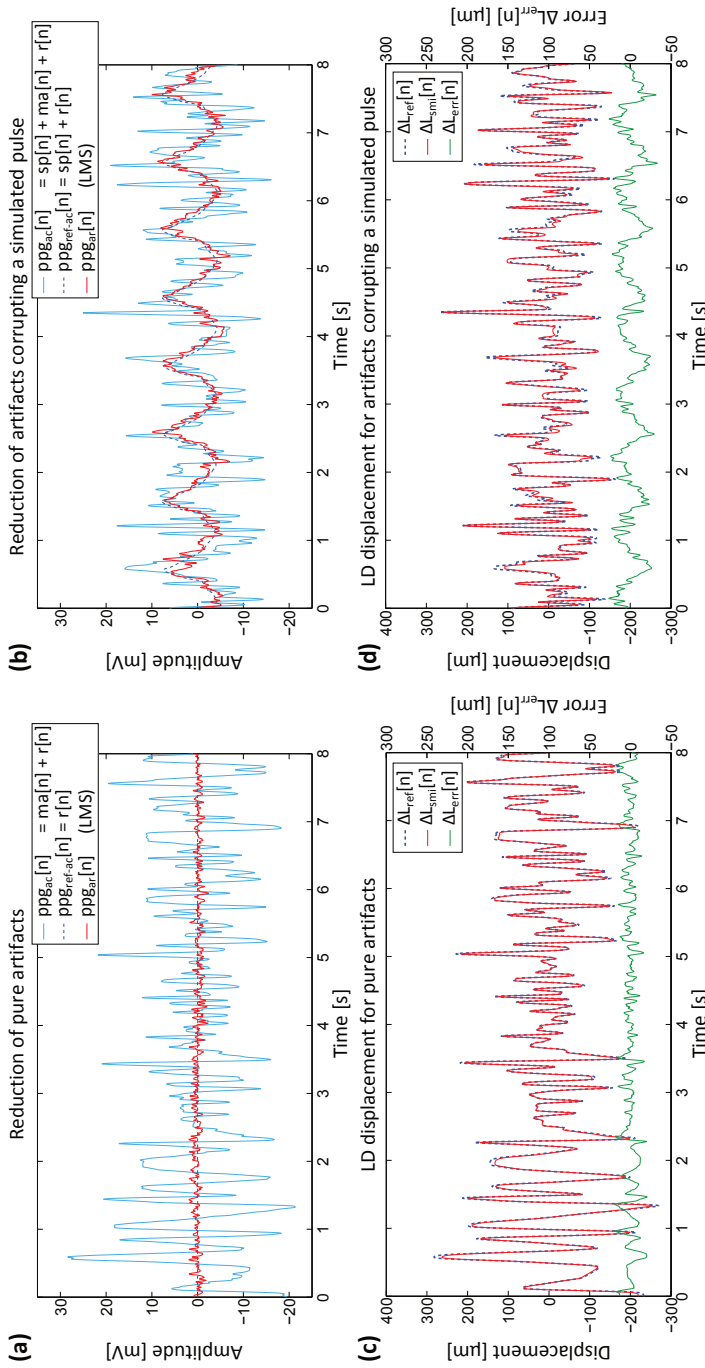 (a)
Reduction of pure artifacts
ppg_ac[n] = ma[n] + r[n]
ppg_ref-ac[n] = r[n]
ppg_ar[n] (LMS)
Amplitude [mV]
30
20
10
0
-10
-20
0 1 2 3 4 5 6 7 8
Time [s]
(b)
Reduction of artifacts corrupting a simulated pulse
ppg_ac[n] = sp[n] + ma[n] + r[n]
ppg_ref-ac[n] = sp[n] + r[n]
ppg_ar[n] (LMS)
Amplitude [mV]
30
20
10
0
-10
-20
0 1 2 3 4 5 6 7 8
Time [s]
(c)
LD displacement for pure artifacts
ΔL_ref[n]
ΔL_smi[n]
ΔL_err[n]
Displacement [µm]
400
300
200
100
0
-100
-200
-300
Error ΔL_err[n] [µm]
300
250
200
150
100
50
0
-50
0 1 2 3 4 5 6 7 8
Time [s]
(d)
LD displacement for artifacts corrupting a simulated pulse
ΔL_ref[n]
ΔL_smi[n]
ΔL_err[n]
Displacement [µm]
400
300
200
100
0
-100
-200
-300
Error ΔL_err[n] [µm]
300
250
200
150
100
50
0
-50
0 1 2 3 4 5 6 7 8
Time [s]